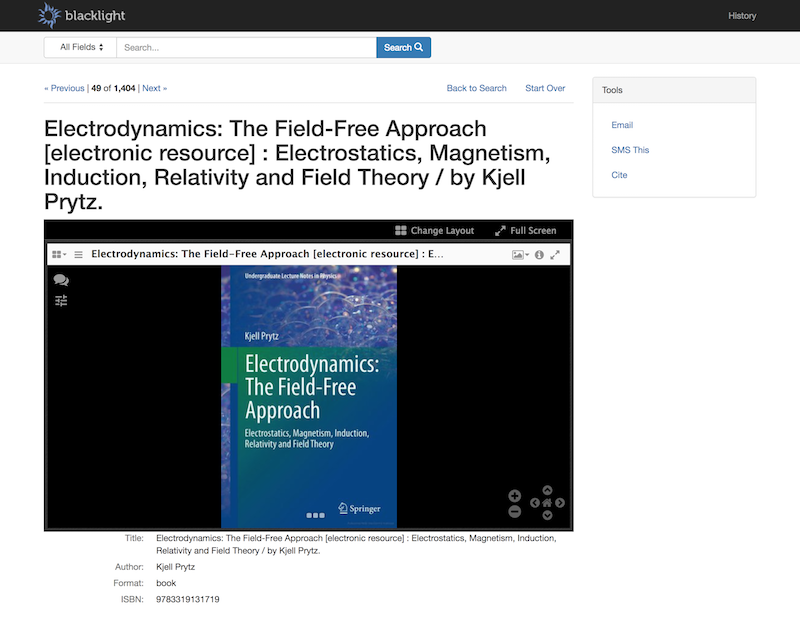 blacklight
History
All Fields
Search...
Search
« Previous | 49 of 1,404 | Next »
Back to Search
Start Over
Tools
Email
SMS This
Cite
Electrodynamics: The Field-Free Approach
[electronic resource] : Electrostatics, Magnetism,
Induction, Relativity and Field Theory / by Kjell
Prytz.
Change Layout
Full Screen
Electrodynamics: The Field-Free Approach [electronic resource] : E...
Undergraduate Lecture Notes in Physics
Kjell Prytz
Electrodynamics:
The Field-Free
Approach
Electrostatics, Magnetism, Induction,
Relativity and Field Theory
Springer
Title: Electrodynamics: The Field-Free Approach [electronic resource] : Electrostatics, Magnetism, Induction,
Relativity and Field Theory / by Kjell Prytz.
Author: Kjell Prytz
Format: book
ISBN: 9783319131719